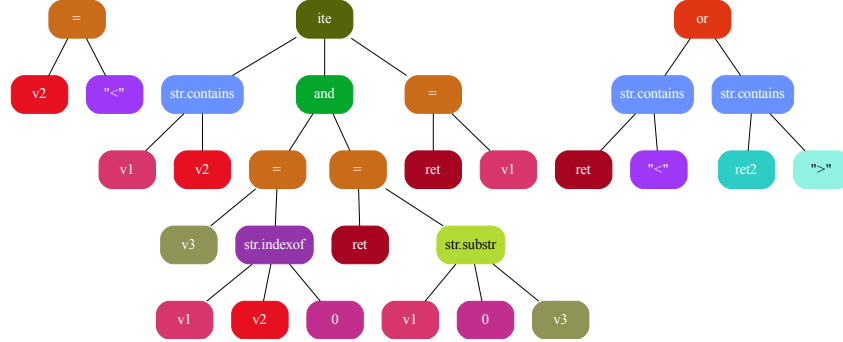 = ite or
v2 "<" str.contains and = str.contains str.contains
v1 v2 = = ret v1 ret "<" ret2 ">"
v3 str.indexof ret str.substr
v1 v2 0 v1 0 v3